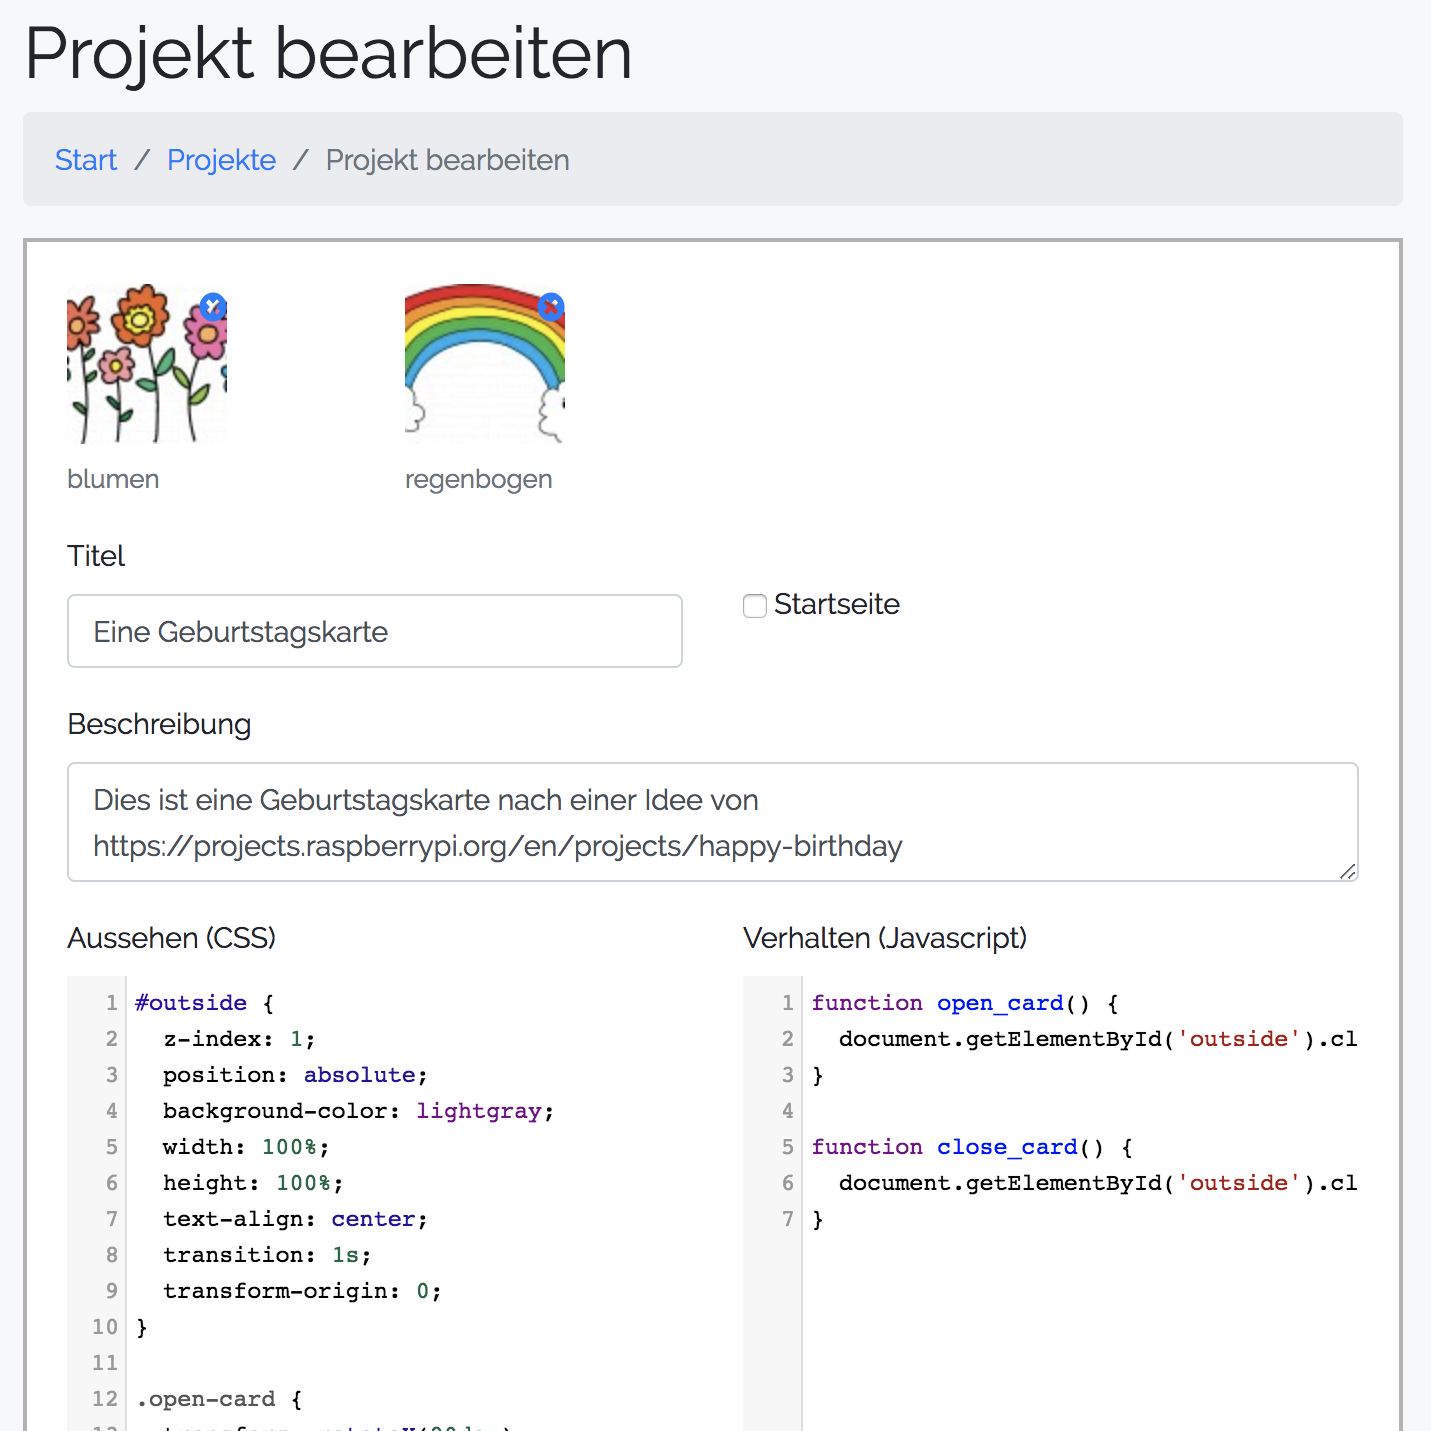 Projekt bearbeiten
Start / Projekte / Projekt bearbeiten
blumen
regenbogen
Titel
Eine Geburtstagskarte
Startseite
Beschreibung
Dies ist eine Geburtstagskarte nach einer Idee von
https://projects.raspberrypi.org/en/projects/happy-birthday
Aussehen (CSS)
1 #outside {
2 z-index: 1;
3 position: absolute;
4 background-color: lightgray;
5 width: 100%;
6 height: 100%;
7 text-align: center;
8 transition: 1s;
9 transform-origin: 0;
10 }
11
12 .open-card {
Verhalten (Javascript)
1 function open_card() {
2 document.getElementById('outside').cl
3 }
4
5 function close_card() {
6 document.getElementById('outside').cl
7 }